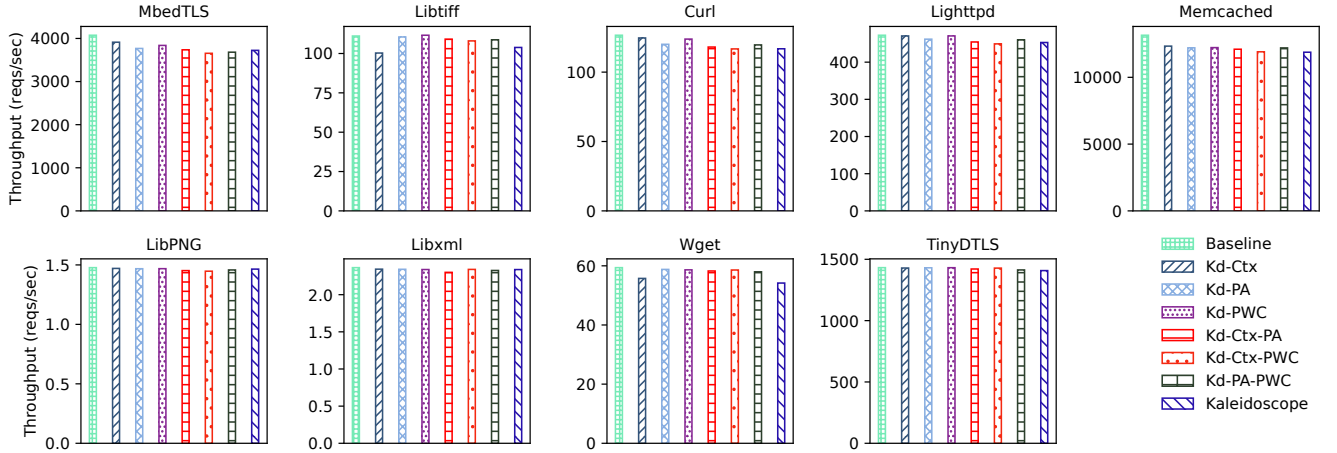 MbedTLS
Throughput (reqs/sec)
4000
3000
2000
1000
0
Libtiff
100
75
50
25
0
Curl
100
50
0
Lighttpd
400
300
200
100
0
Memcached
10000
5000
0
LibPNG
Throughput (reqs/sec)
1.5
1.0
0.5
0.0
Libxml
2.0
1.5
1.0
0.5
0.0
Wget
60
40
20
0
TinyDTLS
1500
1000
500
0
Baseline
Kd-Ctx
Kd-PA
Kd-PWC
Kd-Ctx-PA
Kd-Ctx-PWC
Kd-PA-PWC
Kaleidoscope